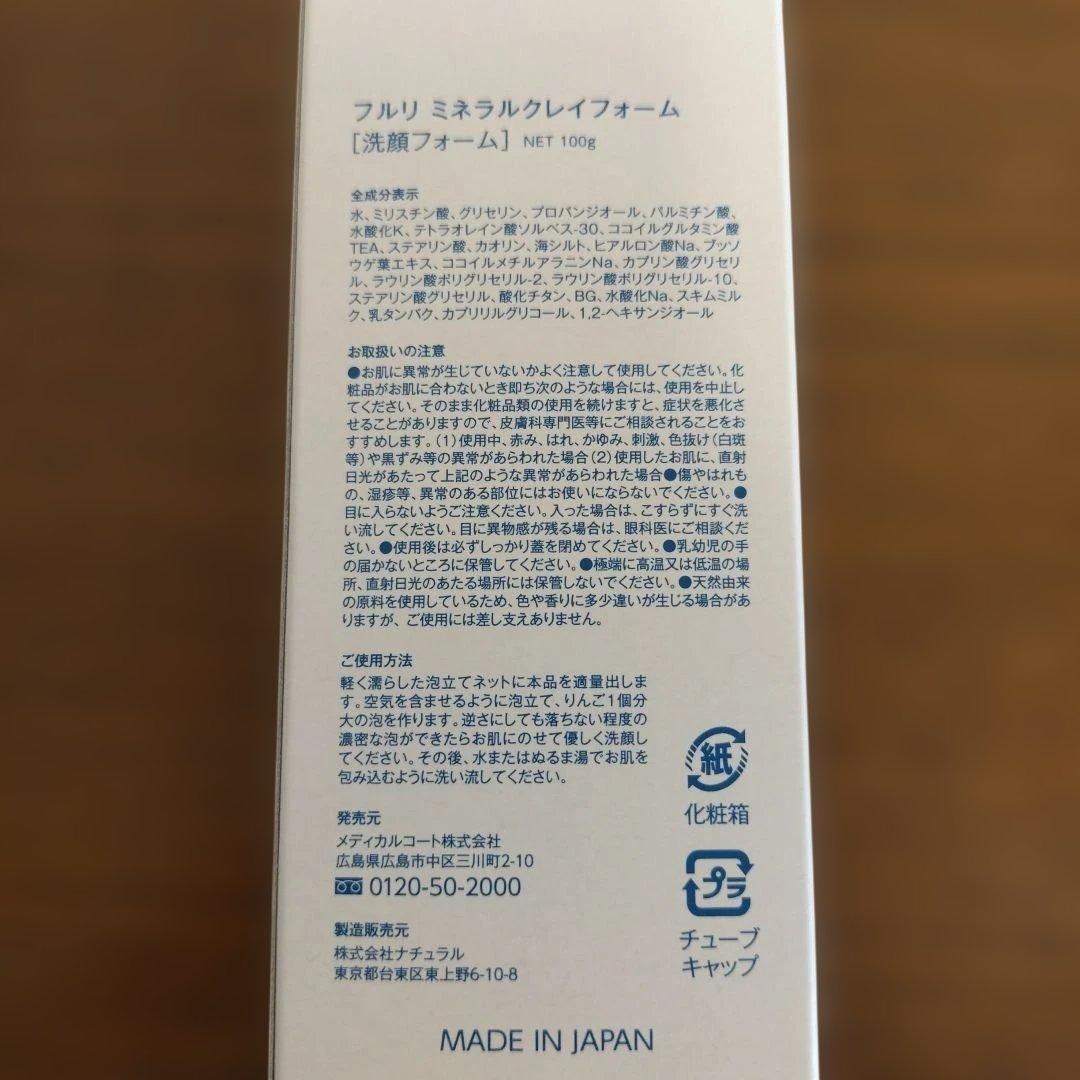 フルリ ミネラルクレイフォーム
［洗顔フォーム］ NET 100g
全成分表示
水、ミリスチン酸、グリセリン、プロパンジオール、パルミチン酸、
水酸化K、テトラオレイン酸ソルベス-30、ココイルグルタミン酸
TEA、ステアリン酸、カオリン、海シルト、ヒアルロン酸Na、ブッソ
ウゲ葉エキス、ココイルメチルアラニンNa、カプリン酸グリセリ
ル、ラウリン酸ポリグリセリル-2、ラウリン酸ポリグリセリル-10、
ステアリン酸グリセリル、酸化チタン、BG、水酸化Na、スキムミル
ク、乳タンパク、カプリリルグリコール、1,2-ヘキサンジオール
お取扱いの注意
●お肌に異常が生じていないかよく注意して使用してください。化
粧品がお肌に合わないとき即ち次のような場合には、使用を中止し
てください。そのまま化粧品類の使用を続けますと、症状を悪化さ
せることがありますので、皮膚科専門医等にご相談されることをお
すすめします。（1）使用中、赤み、はれ、かゆみ、刺激、色抜け（白斑
等）や黒ずみ等の異常があらわれた場合（2）使用したお肌に、直射
日光があたって上記のような異常があらわれた場合●傷やはれも
の、湿疹等、異常のある部位にはお使いにならないでください。●
目に入らないようご注意ください。入った場合は、こすらずにすぐ洗
い流してください。目に異物感が残る場合は、眼科医にご相談くだ
さい。●使用後は必ずしっかり蓋を閉めてください。●乳幼児の手
の届かないところに保管してください。●極端に高温又は低温の場
所、直射日光のあたる場所には保管しないでください。●天然由来
の原料を使用しているため、色や香りに多少違いが生じる場合があ
りますが、ご使用には差し支えありません。
ご使用方法
軽く濡らした泡立てネットに本品を適量出しま
す。空気を含ませるように泡立て、りんご1個分
大の泡を作ります。逆さにしても落ちない程度の
濃密な泡ができたらお肌にのせて優しく洗顔し
てください。その後、水またはぬるま湯でお肌を
包み込むように洗い流してください。
紙
化粧箱
発売元
メディカルコート株式会社
広島県広島市中区三川町2-10
0120-50-2000
プラ
チューブ
キャップ
製造販売元
株式会社ナチュラル
東京都台東区東上野6-10-8
MADE IN JAPAN